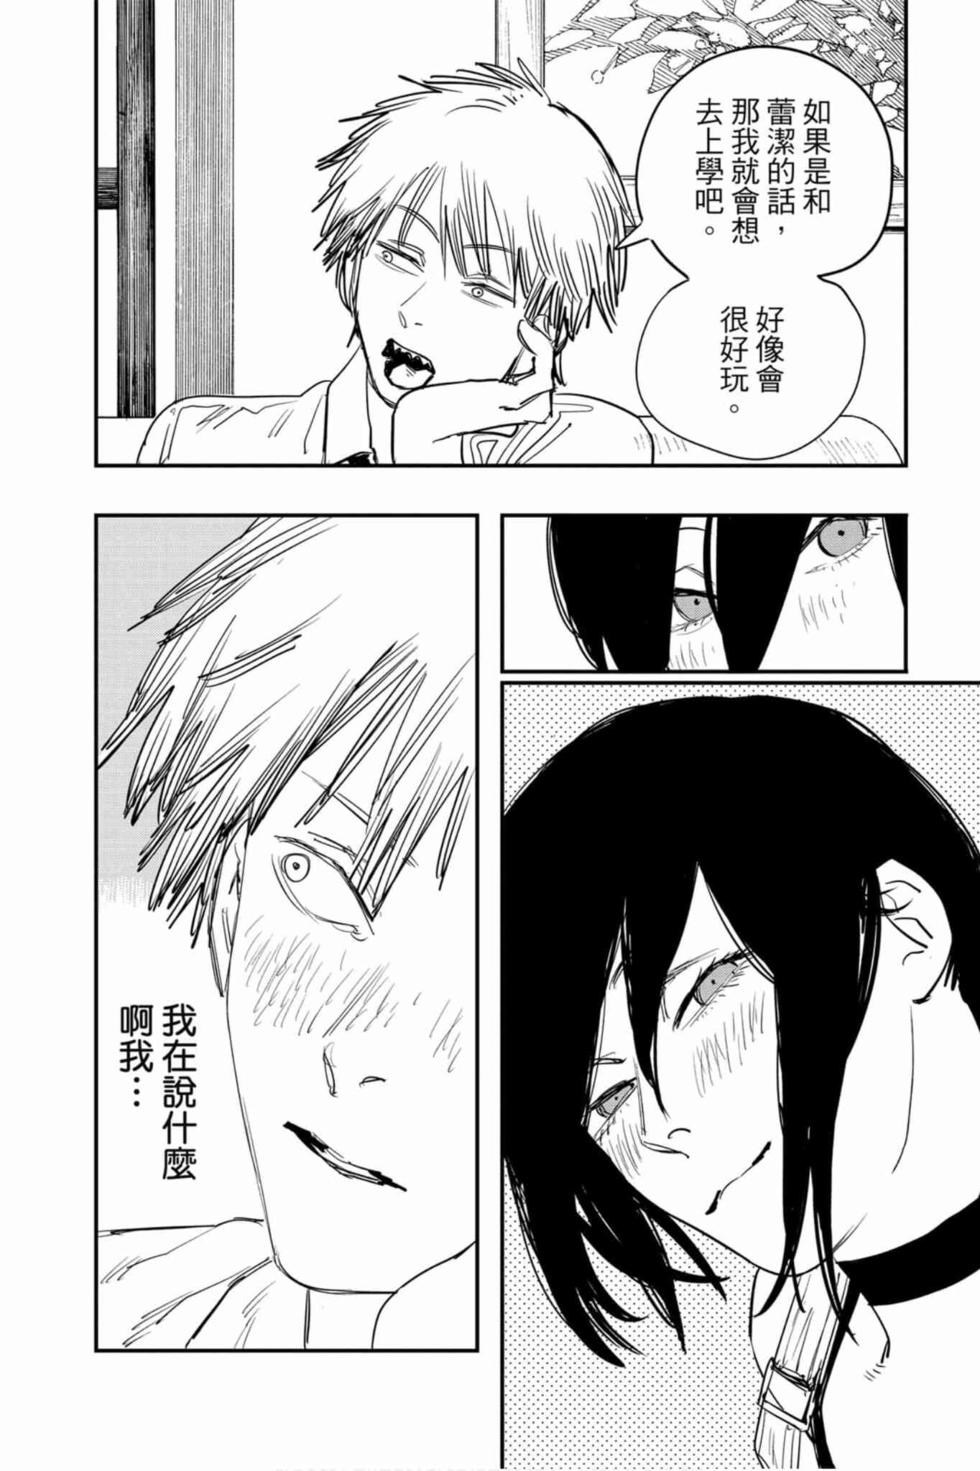 如果是和
蕾潔的話，
那我就會想
去上學吧。
好像會
很好玩。
我在說什麼
啊我…